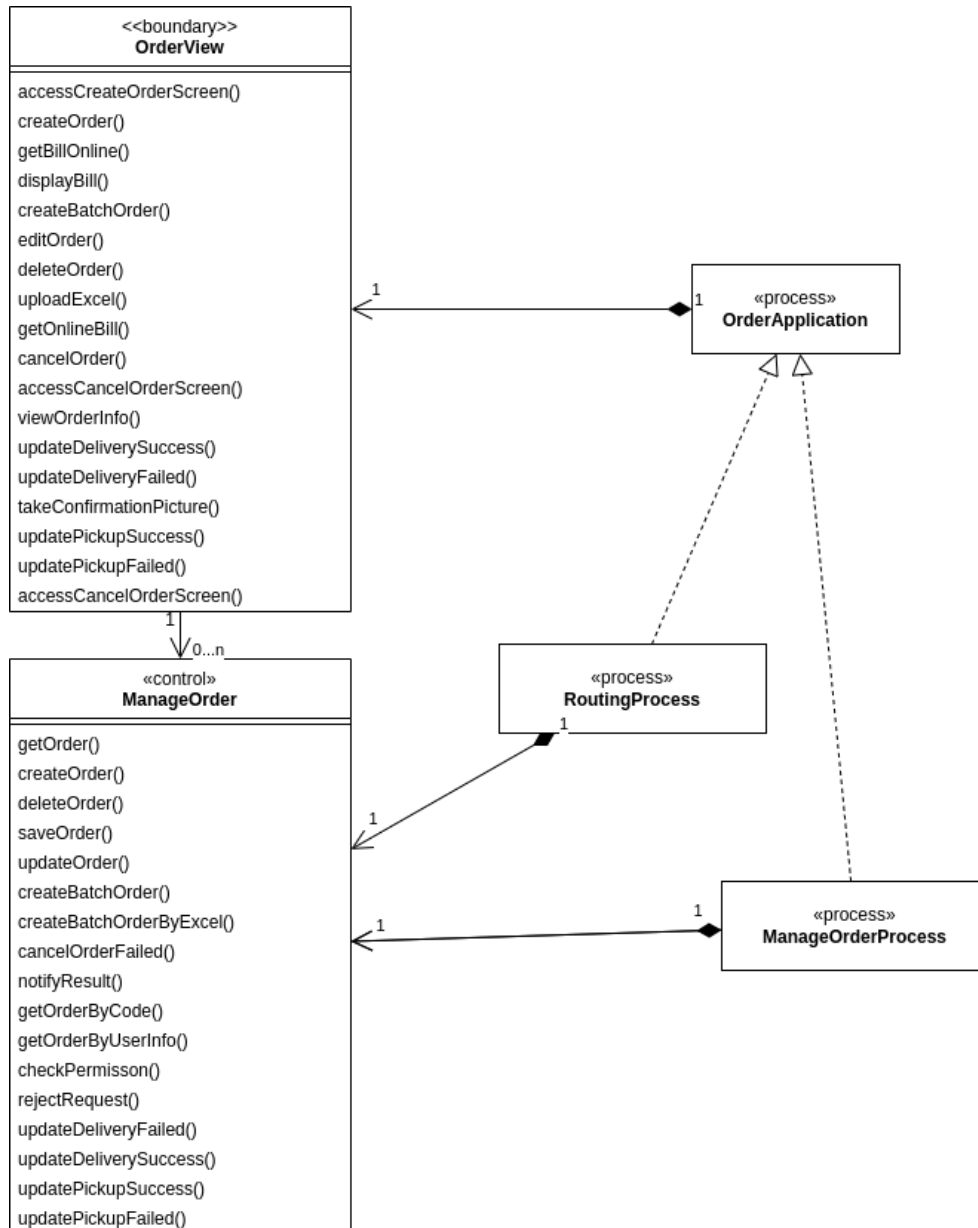 <<boundary>>
OrderView
accessCreateOrderScreen()
createOrder()
getBillOnline()
displayBill()
createBatchOrder()
editOrder()
deleteOrder()
uploadExcel()
getOnlineBill()
cancelOrder()
accessCancelOrderScreen()
viewOrderInfo()
updateDeliverySuccess()
updateDeliveryFailed()
takeConfirmationPicture()
updatePickupSuccess()
updatePickupFailed()
accessCancelOrderScreen()
1
1
«process»
OrderApplication
1
0...n
«control»
ManageOrder
getOrder()
createOrder()
deleteOrder()
saveOrder()
updateOrder()
createBatchOrder()
createBatchOrderByExcel()
cancelOrderFailed()
notifyResult()
getOrderByCode()
getOrderByUserInfo()
checkPermisson()
rejectRequest()
updateDeliveryFailed()
updateDeliverySuccess()
updatePickupSuccess()
updatePickupFailed()
«process»
RoutingProcess
1
1
1
1
«process»
ManageOrderProcess